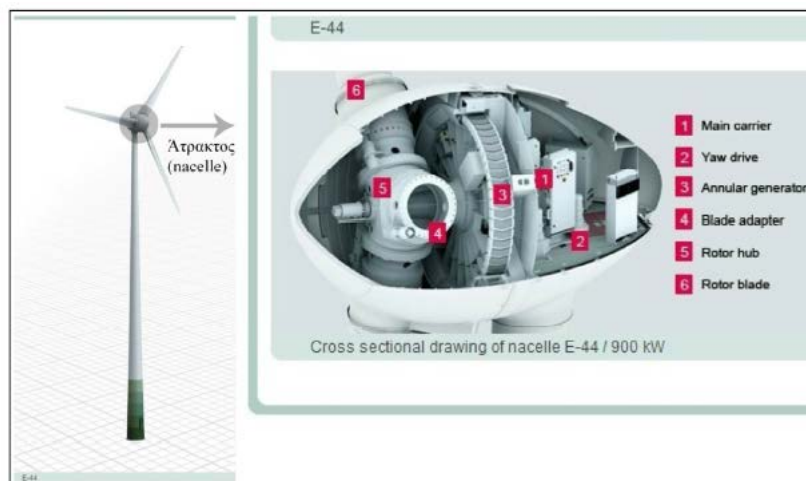 E-44
Άτρακτος
(nacelle)
6
5
4
3
1
2
1 Main carrier
2 Yaw drive
3 Annular generator
4 Blade adapter
5 Rotor hub
6 Rotor blade
Cross sectional drawing of nacelle E-44 / 900 kW
E-44